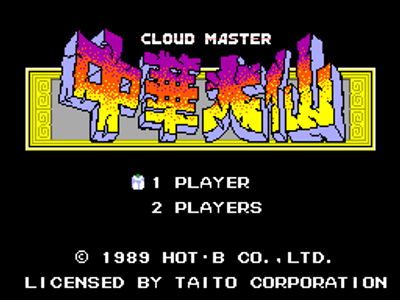 CLOUD MASTER
中華大仙
1 PLAYER
2 PLAYERS
© 1989 HOT·B CO.,LTD.
LICENSED BY TAITO CORPORATION